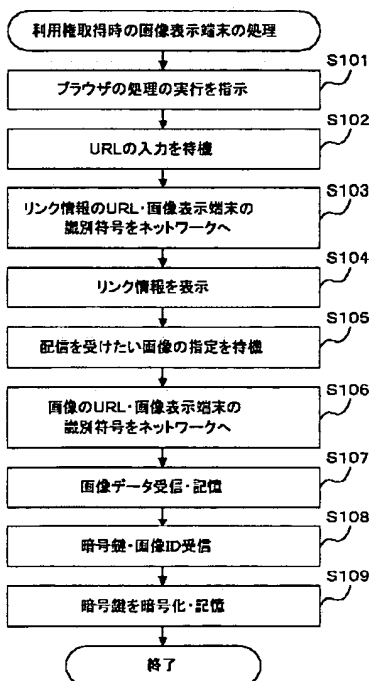 利用権取得時の画像表示端末の処理
S101
ブラウザの処理の実行を指示
S102
URLの入力を待機
S103
リンク情報のURL・画像表示端末の
識別符号をネットワークへ
S104
リンク情報を表示
S105
配信を受けたい画像の指定を待機
S106
画像のURL・画像表示端末の
識別符号をネットワークへ
S107
画像データ受信・記憶
S108
暗号鍵・画像ID受信
S109
暗号鍵を暗号化・記憶
終了